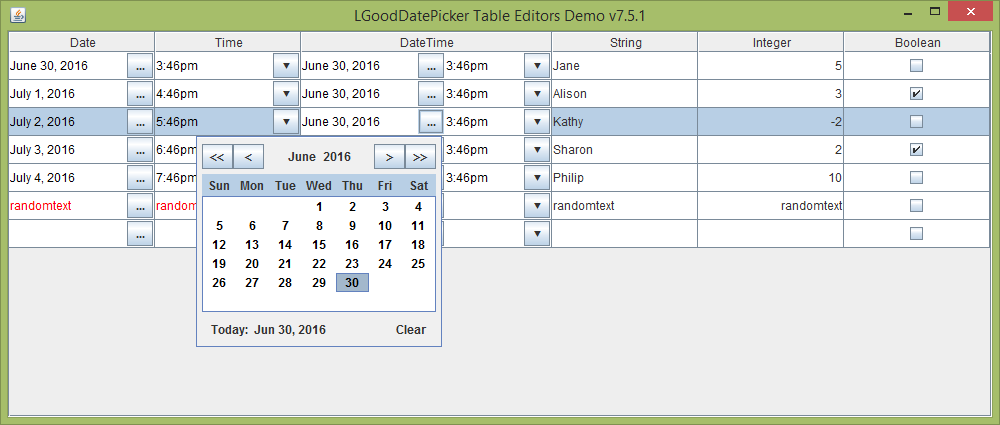 LGoodDatePicker Table Editors Demo v7.5.1
Date Time DateTime String Integer Boolean
June 30, 2016 ... 3:46pm June 30, 2016 ... 3:46pm Jane 5
July 1, 2016 ... 4:46pm June 30, 2016 ... 3:46pm Alison 3
July 2, 2016 ... 5:46pm June 30, 2016 ... 3:46pm Kathy -2
July 3, 2016 ... 6:46p 3:46pm Sharon 2
July 4, 2016 ... 7:46p 3:46pm Philip 10
randomtext ... random randomtext randomtext
...
<< < June 2016 > >>
Sun Mon Tue Wed Thu Fri Sat
1 2 3 4
5 6 7 8 9 10 11
12 13 14 15 16 17 18
19 20 21 22 23 24 25
26 27 28 29 30
Today: Jun 30, 2016 Clear